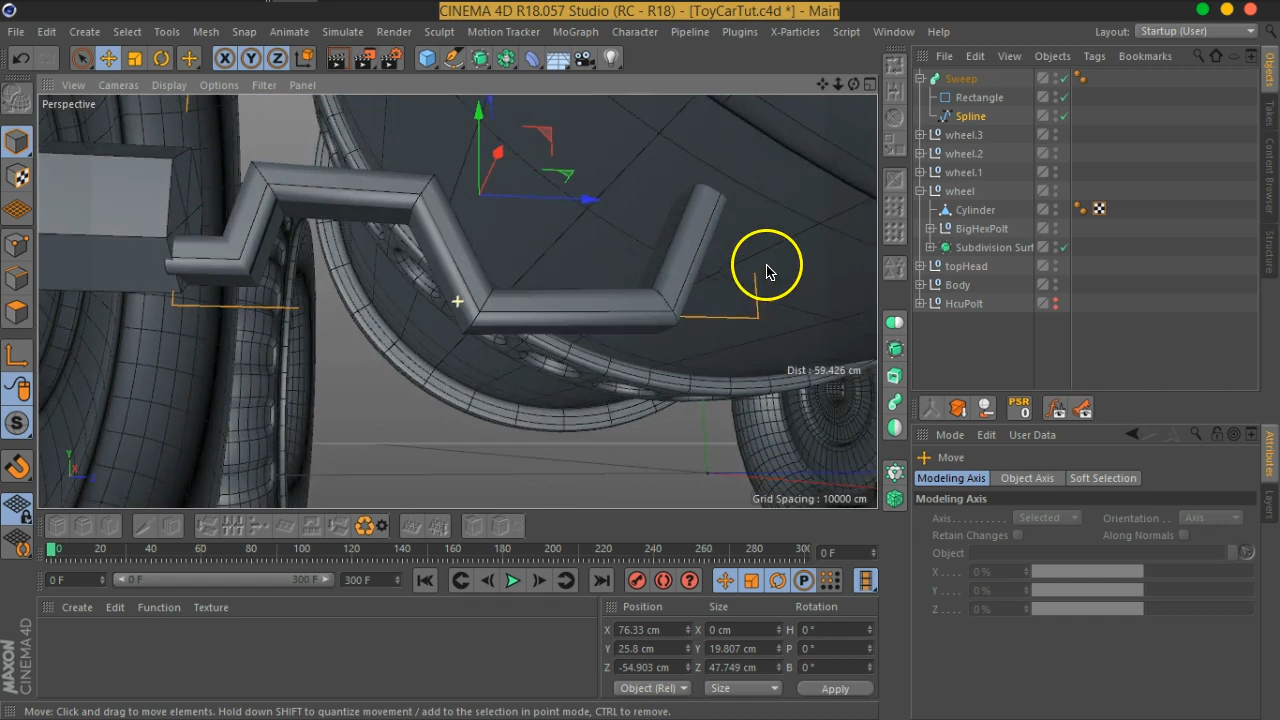 CINEMA 4D R18.057 Studio (RC - R18) - [ToyCarTut.c4d *] - Main
File Edit Create Select Tools Mesh Snap Animate Simulate Render Sculpt Motion Tracker MoGraph Character Pipeline Plugins X-Particles Script Window Help Layout: Startup (User)
X Y Z
File Edit View Objects Tags Bookmarks
View Cameras Display Options Filter Panel
Perspective
Sweep
Rectangle
Spline
wheel.3
wheel.2
wheel.1
wheel
Cylinder
BigHexPolt
Subdivision Surf
topHead
Body
HcuPolt
Objects
Takes
Content Browser
Structure
Dist : 59.426 cm
Grid Spacing : 10000 cm
Y
X
PSR
0
Mode Edit User Data
Move
Modeling Axis Object Axis Soft Selection
Modeling Axis
Axis Selected Orientation Axis
Retain Changes Along Normals
Object
X 0 %
Y 0 %
Z 0 %
Attributes
Layers
0 20 40 60 80 100 120 140 160 180 200 220 240 260 280 30 0 F
0 F 0 F 300 F 300 F
Create Edit Function Texture
Position Size Rotation
X 76.33 cm X 0 cm H 0 °
Y 25.8 cm Y 19.807 cm P 0 °
Z -54.903 cm Z 47.749 cm B 0 °
Object (Rel) Size Apply
MAXON CINEMA 4D
Move: Click and drag to move elements. Hold down SHIFT to quantize movement / add to the selection in point mode, CTRL to remove.